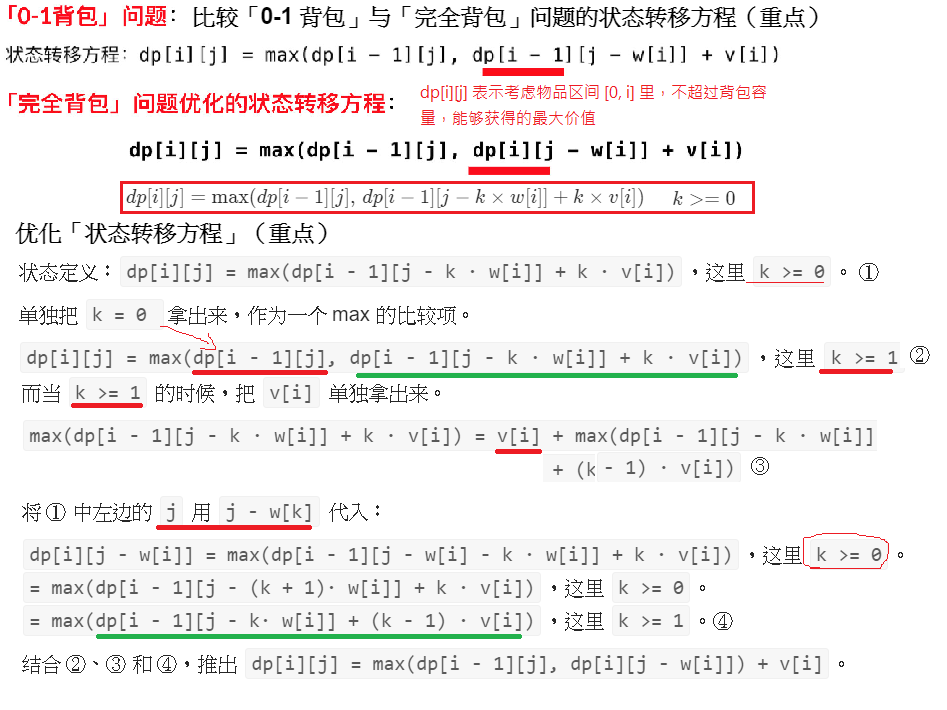 「0-1背包」问题：比较「0-1 背包」与「完全背包」问题的状态转移方程（重点）
状态转移方程：dp[i][j] = max(dp[i − 1][j], dp[i − 1][j − w[i]] + v[i])
「完全背包」问题优化的状态转移方程：
dp[i][j] 表示考虑物品区间 [0, i] 里，不超过背包容
量，能够获得的最大价值
dp[i][j] = max(dp[i − 1][j], dp[i][j − w[i]] + v[i])
dp[i][j] = max(dp[i−1][j], dp[i−1][j−k×w[i]]+k×v[i]) k>=0
优化「状态转移方程」（重点）
状态定义：dp[i][j] = max(dp[i - 1][j - k · w[i]] + k · v[i])，这里 k >= 0 。①
单独把 k = 0 拿出来，作为一个 max 的比较项。
dp[i][j] = max(dp[i - 1][j], dp[i - 1][j - k · w[i]] + k · v[i])，这里 k >= 1 ②
而当 k >= 1 的时候，把 v[i] 单独拿出来。
max(dp[i - 1][j - k · w[i]] + k · v[i]) = v[i] + max(dp[i - 1][j - k · w[i]]
+ (k - 1) · v[i]) ③
将 ① 中左边的 j 用 j - w[k] 代入：
dp[i][j - w[i]] = max(dp[i - 1][j - w[i] - k · w[i]] + k · v[i])，这里 k >= 0 。
= max(dp[i - 1][j - (k + 1)· w[i]] + k · v[i])，这里 k >= 0 。
= max(dp[i - 1][j - k· w[i]] + (k - 1) · v[i])，这里 k >= 1 。④
结合 ②、③ 和 ④，推出 dp[i][j] = max(dp[i - 1][j], dp[i][j - w[i]]) + v[i] 。